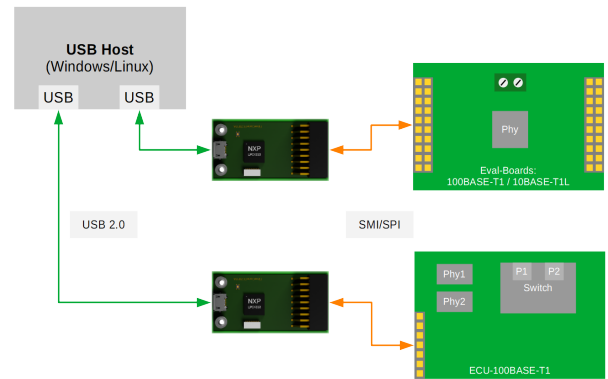 USB Host
(Windows/Linux)
USB
USB
NXP
Phy
Eval-Boards:
100BASE-T1 / 10BASE-T1L
USB 2.0
SMI/SPI
NXP
Phy1
Phy2
P1
P2
Switch
ECU-100BASE-T1